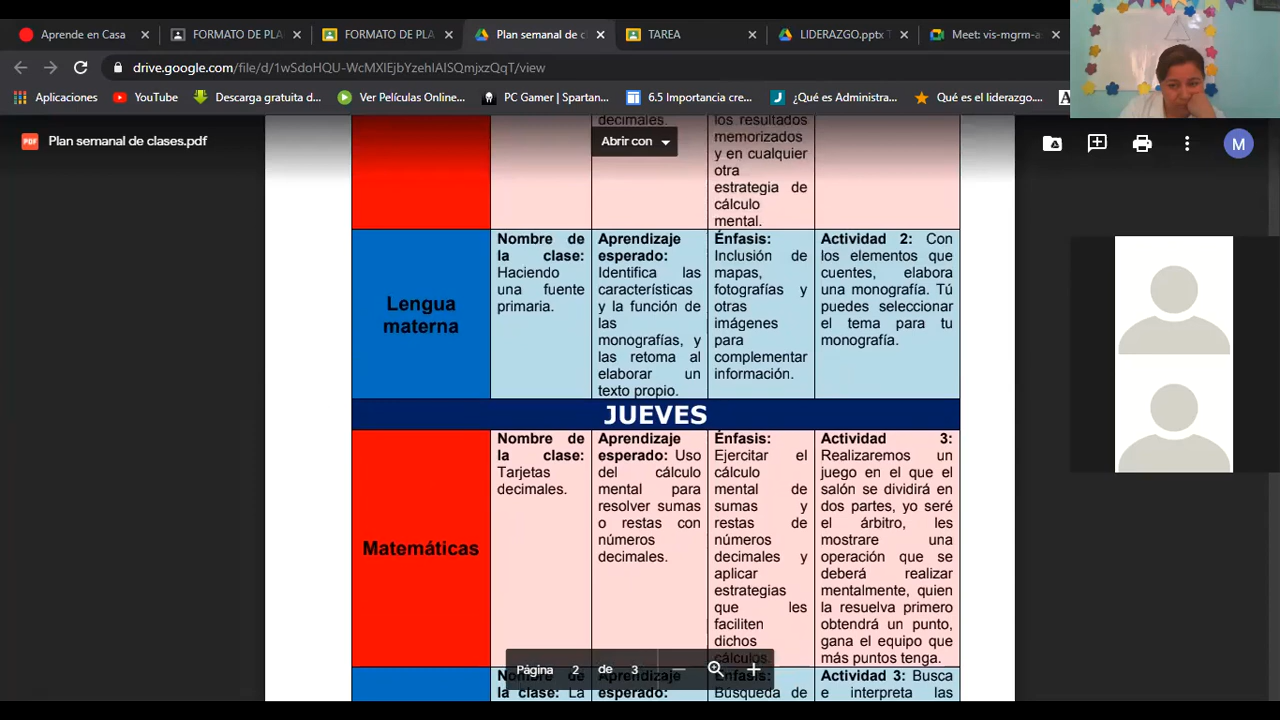 Aprende en Casa
FORMATO DE PLA
FORMATO DE PLA
Plan semanal de c
TAREA
LIDERAZGO.pptx T
Meet: vis-mgrm-a
drive.google.com/file/d/1wSdoHQU-WcMXlEjbYzehlAlSQmjxzQqT/view
Aplicaciones
YouTube
Descarga gratuita d...
Ver Películas Online...
PC Gamer | Spartan...
6.5 Importancia cre...
¿Qué es Administra...
Qué es el liderazgo....
A
PDF
Plan semanal de clases.pdf
Abrir con
M
decimales.
los resultados
memorizados
y en cualquier
otra
estrategia de
cálculo
mental.
Lengua
materna
Nombre de
la clase:
Haciendo
una fuente
primaria.
Aprendizaje
esperado:
Identifica las
características
y la función de
las
monografías, y
las retoma al
elaborar un
texto propio.
Énfasis:
Inclusión de
mapas,
fotografías y
otras
imágenes
para
complementar
información.
Actividad 2: Con
los elementos que
cuentes, elabora
una monografía. Tú
puedes seleccionar
el tema para tu
monografía.
JUEVES
Matemáticas
Nombre de
la clase:
Tarjetas
decimales.
Aprendizaje
esperado: Uso
del cálculo
mental para
resolver sumas
o restas con
números
decimales.
Énfasis:
Ejercitar el
cálculo
mental de
sumas y
restas de
números
decimales y
aplicar
estrategias
que les
faciliten
dichos
cálculos.
Actividad 3:
Realizaremos un
juego en el que el
salón se dividirá en
dos partes, yo seré
el árbitro, les
mostrare una
operación que se
deberá realizar
mentalmente, quien
la resuelva primero
obtendrá un punto,
gana el equipo que
más puntos tenga.
Página 2 de 3
Nombre de
la clase: La
Aprendizaje
esperado:
Énfasis:
Búsqueda de
Actividad 3: Busca
e interpreta las